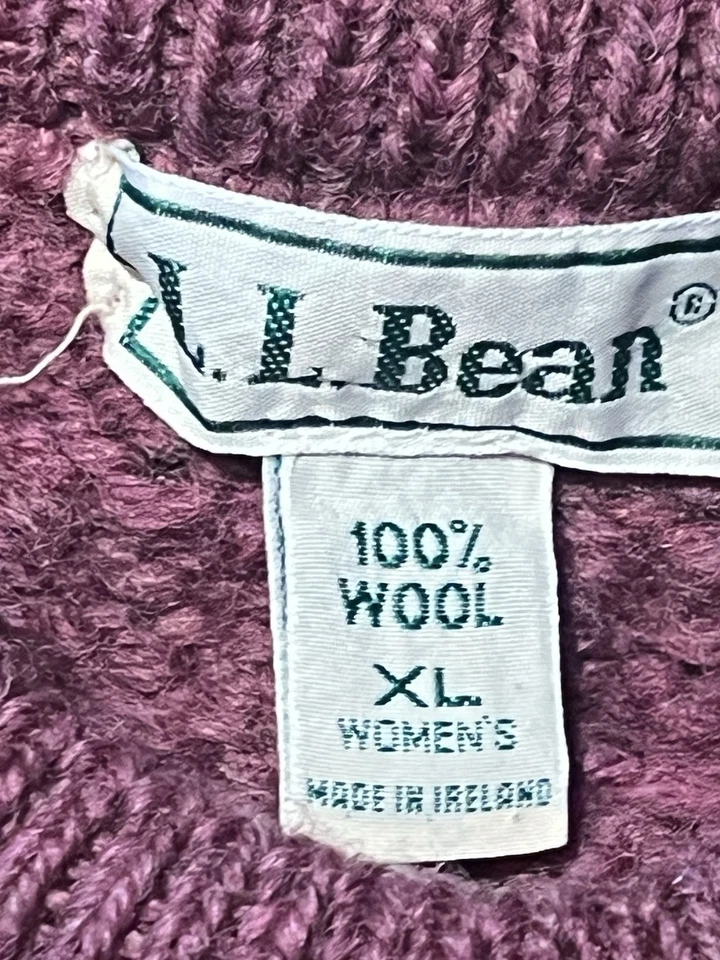 L.L.Bean®
100%
WOOL
XL
WOMEN'S
MADE IN IRELAND